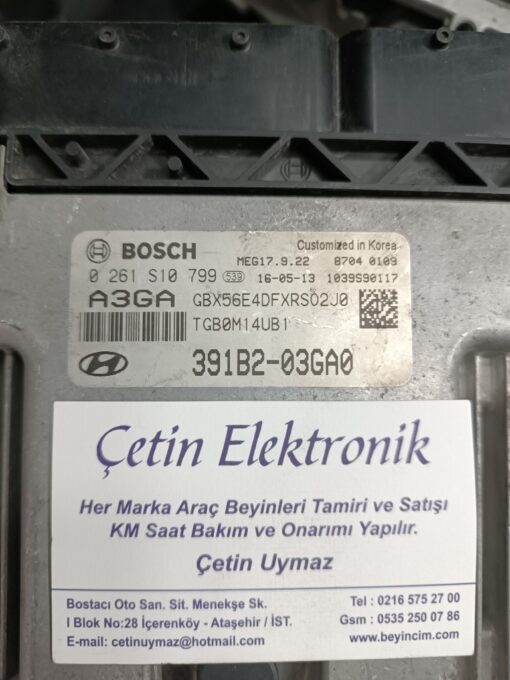 BOSCH
Customized in Korea
MEG17.9.22 8704 0109
0 261 S10 799 539 16-05-13 1039S90117
A3GA GBX56E4DFXRS02J0
TGB0M14UB1
391B2-03GA0
Çetin Elektronik
Her Marka Araç Beyinleri Tamiri ve Satışı
KM Saat Bakım ve Onarımı Yapılır.
Çetin Uymaz
Bostacı Oto San. Sit. Menekşe Sk.
I Blok No:28 İçerenköy - Ataşehir / İST.
E-mail: cetinuymaz@hotmail.com
Tel : 0216 575 27 00
Gsm : 0535 250 07 86
www.beyincim.com